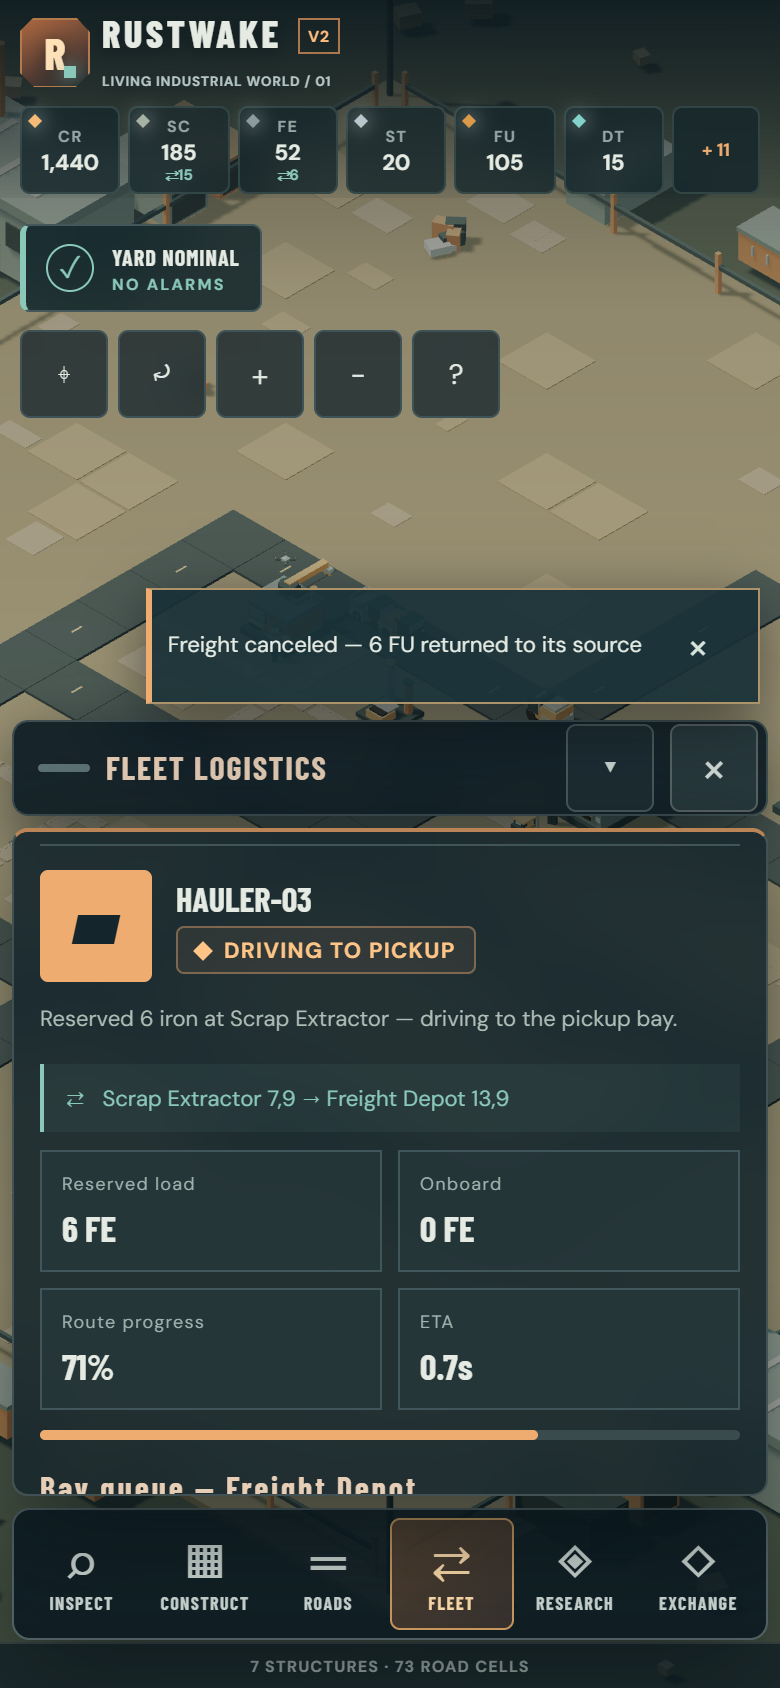 R
RUSTWAKE V2
LIVING INDUSTRIAL WORLD / 01
CR
1,440
SC
185
⇄15
FE
52
⇄6
ST
20
FU
105
DT
15
+ 11
YARD NOMINAL
NO ALARMS
+
-
?
Freight canceled — 6 FU returned to its source ×
FLEET LOGISTICS ▼ ×
HAULER-03
◆ DRIVING TO PICKUP
Reserved 6 iron at Scrap Extractor — driving to the pickup bay.
⇄ Scrap Extractor 7,9 → Freight Depot 13,9
Reserved load
6 FE
Onboard
0 FE
Route progress
71%
ETA
0.7s
Bay queue — Freight Depot
INSPECT
CONSTRUCT
ROADS
FLEET
RESEARCH
EXCHANGE
7 STRUCTURES · 73 ROAD CELLS